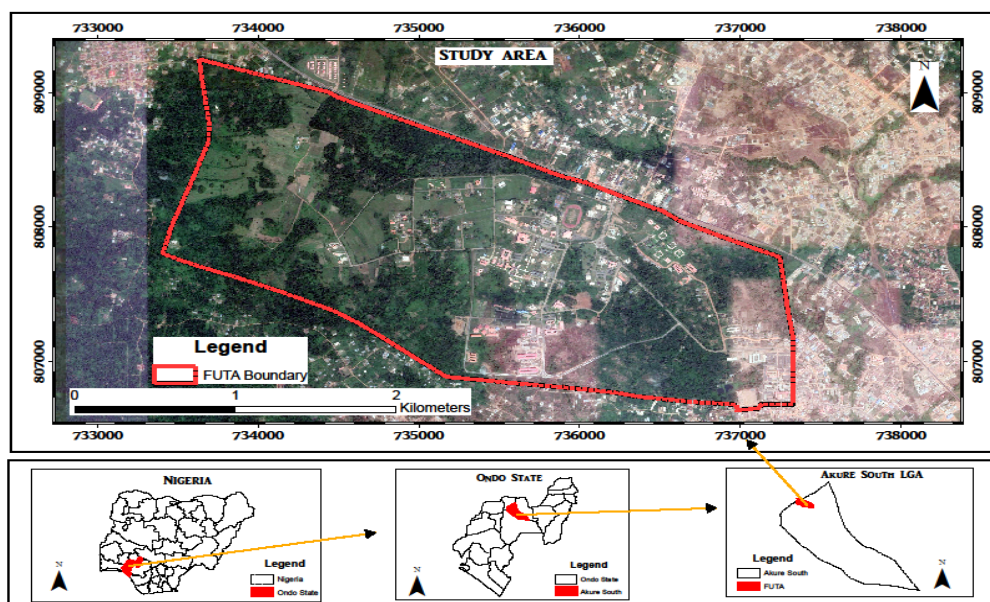 733000 734000 735000 736000 737000 738000
STUDY AREA
N
809000 809000
808000 808000
807000 807000
Legend
FUTA Boundary
0 1 2
Kilometers
733000 734000 735000 736000 737000 738000
NIGERIA
N
Legend
Nigeria
Ondo State
ONDO STATE
N
Legend
Ondo State
Akure South
AKURE SOUTH LGA
Legend
Akure South
FUTA
N